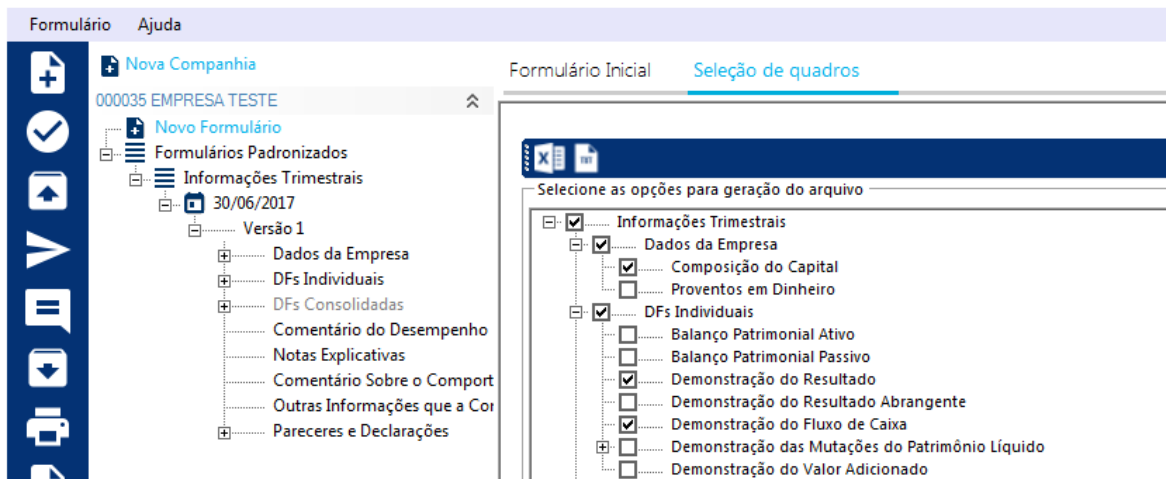 Formulário Ajuda
Nova Companhia
000035 EMPRESA TESTE
Novo Formulário
Formulários Padronizados
Informações Trimestrais
30/06/2017
Versão 1
Dados da Empresa
DFs Individuais
DFs Consolidadas
Comentário do Desempenho
Notas Explicativas
Comentário Sobre o Comport
Outras Informações que a Cor
Pareceres e Declarações
Formulário Inicial Seleção de quadros
Selecione as opções para geração do arquivo
Informações Trimestrais
Dados da Empresa
Composição do Capital
Proventos em Dinheiro
DFs Individuais
Balanço Patrimonial Ativo
Balanço Patrimonial Passivo
Demonstração do Resultado
Demonstração do Resultado Abrangente
Demonstração do Fluxo de Caixa
Demonstração das Mutações do Patrimônio Líquido
Demonstração do Valor Adicionado